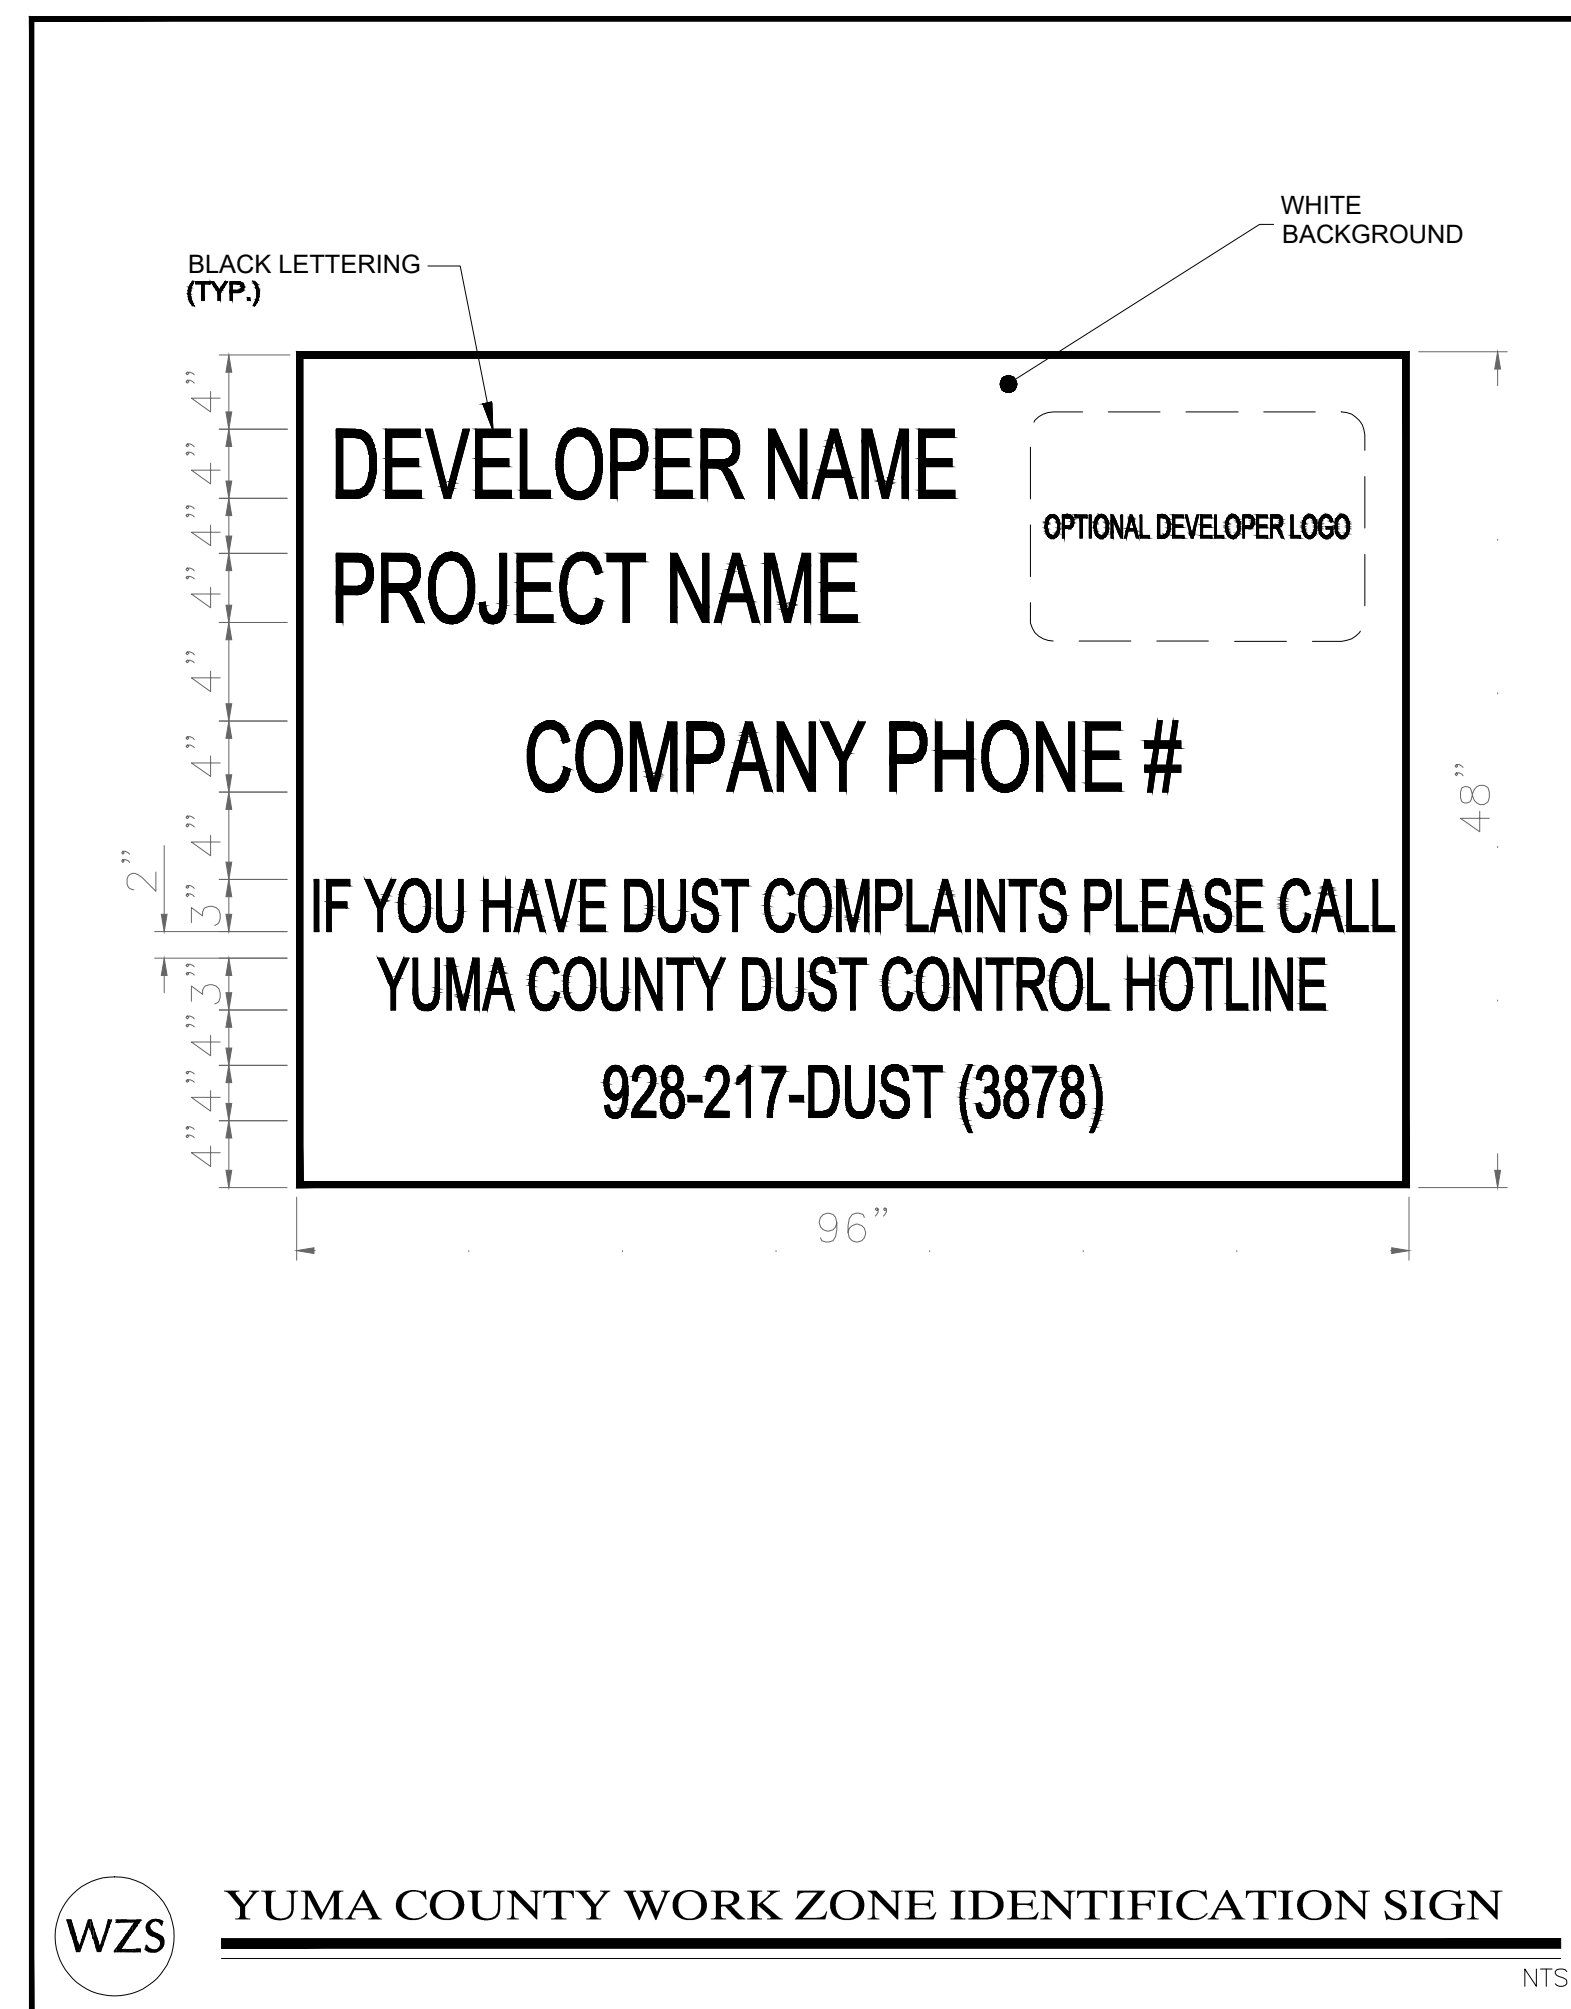 WHITE
BACKGROUND
BLACK LETTERING
(TYP.)
4"
4"
4"
4"
4"
4"
4"
3"
2"
3"
4"
4"
4"
DEVELOPER NAME
OPTIONAL DEVELOPER LOGO
PROJECT NAME
COMPANY PHONE #
IF YOU HAVE DUST COMPLAINTS PLEASE CALL
YUMA COUNTY DUST CONTROL HOTLINE
928-217-DUST (3878)
48"
96"
WZS
YUMA COUNTY WORK ZONE IDENTIFICATION SIGN
NTS